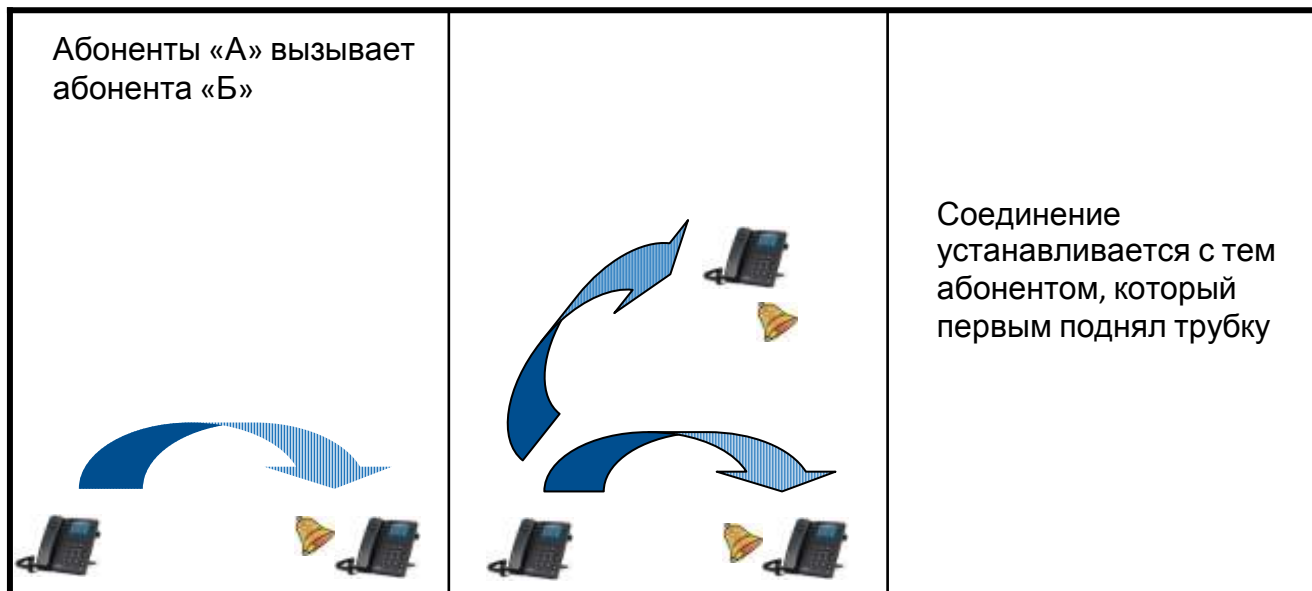 Абоненты «А» вызывает
абонента «Б»
Соединение
устанавливается с тем
абонентом, который
первым поднял трубку